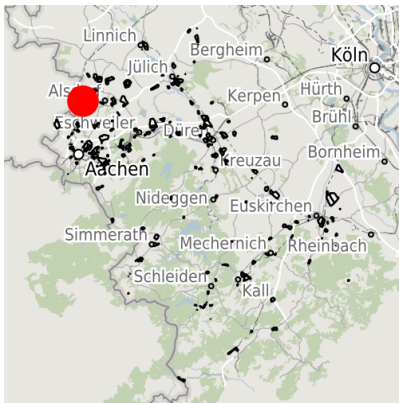 Linnich
Bergheim
Köln
Jülich
Kerpen
Hürth
Brühl
Eschweiler
Düren
Kreuzau
Bornheim
Aachen
Nideggen
Euskirchen
Simmerath
Mechernich
Rheinbach
Schleiden
Kall